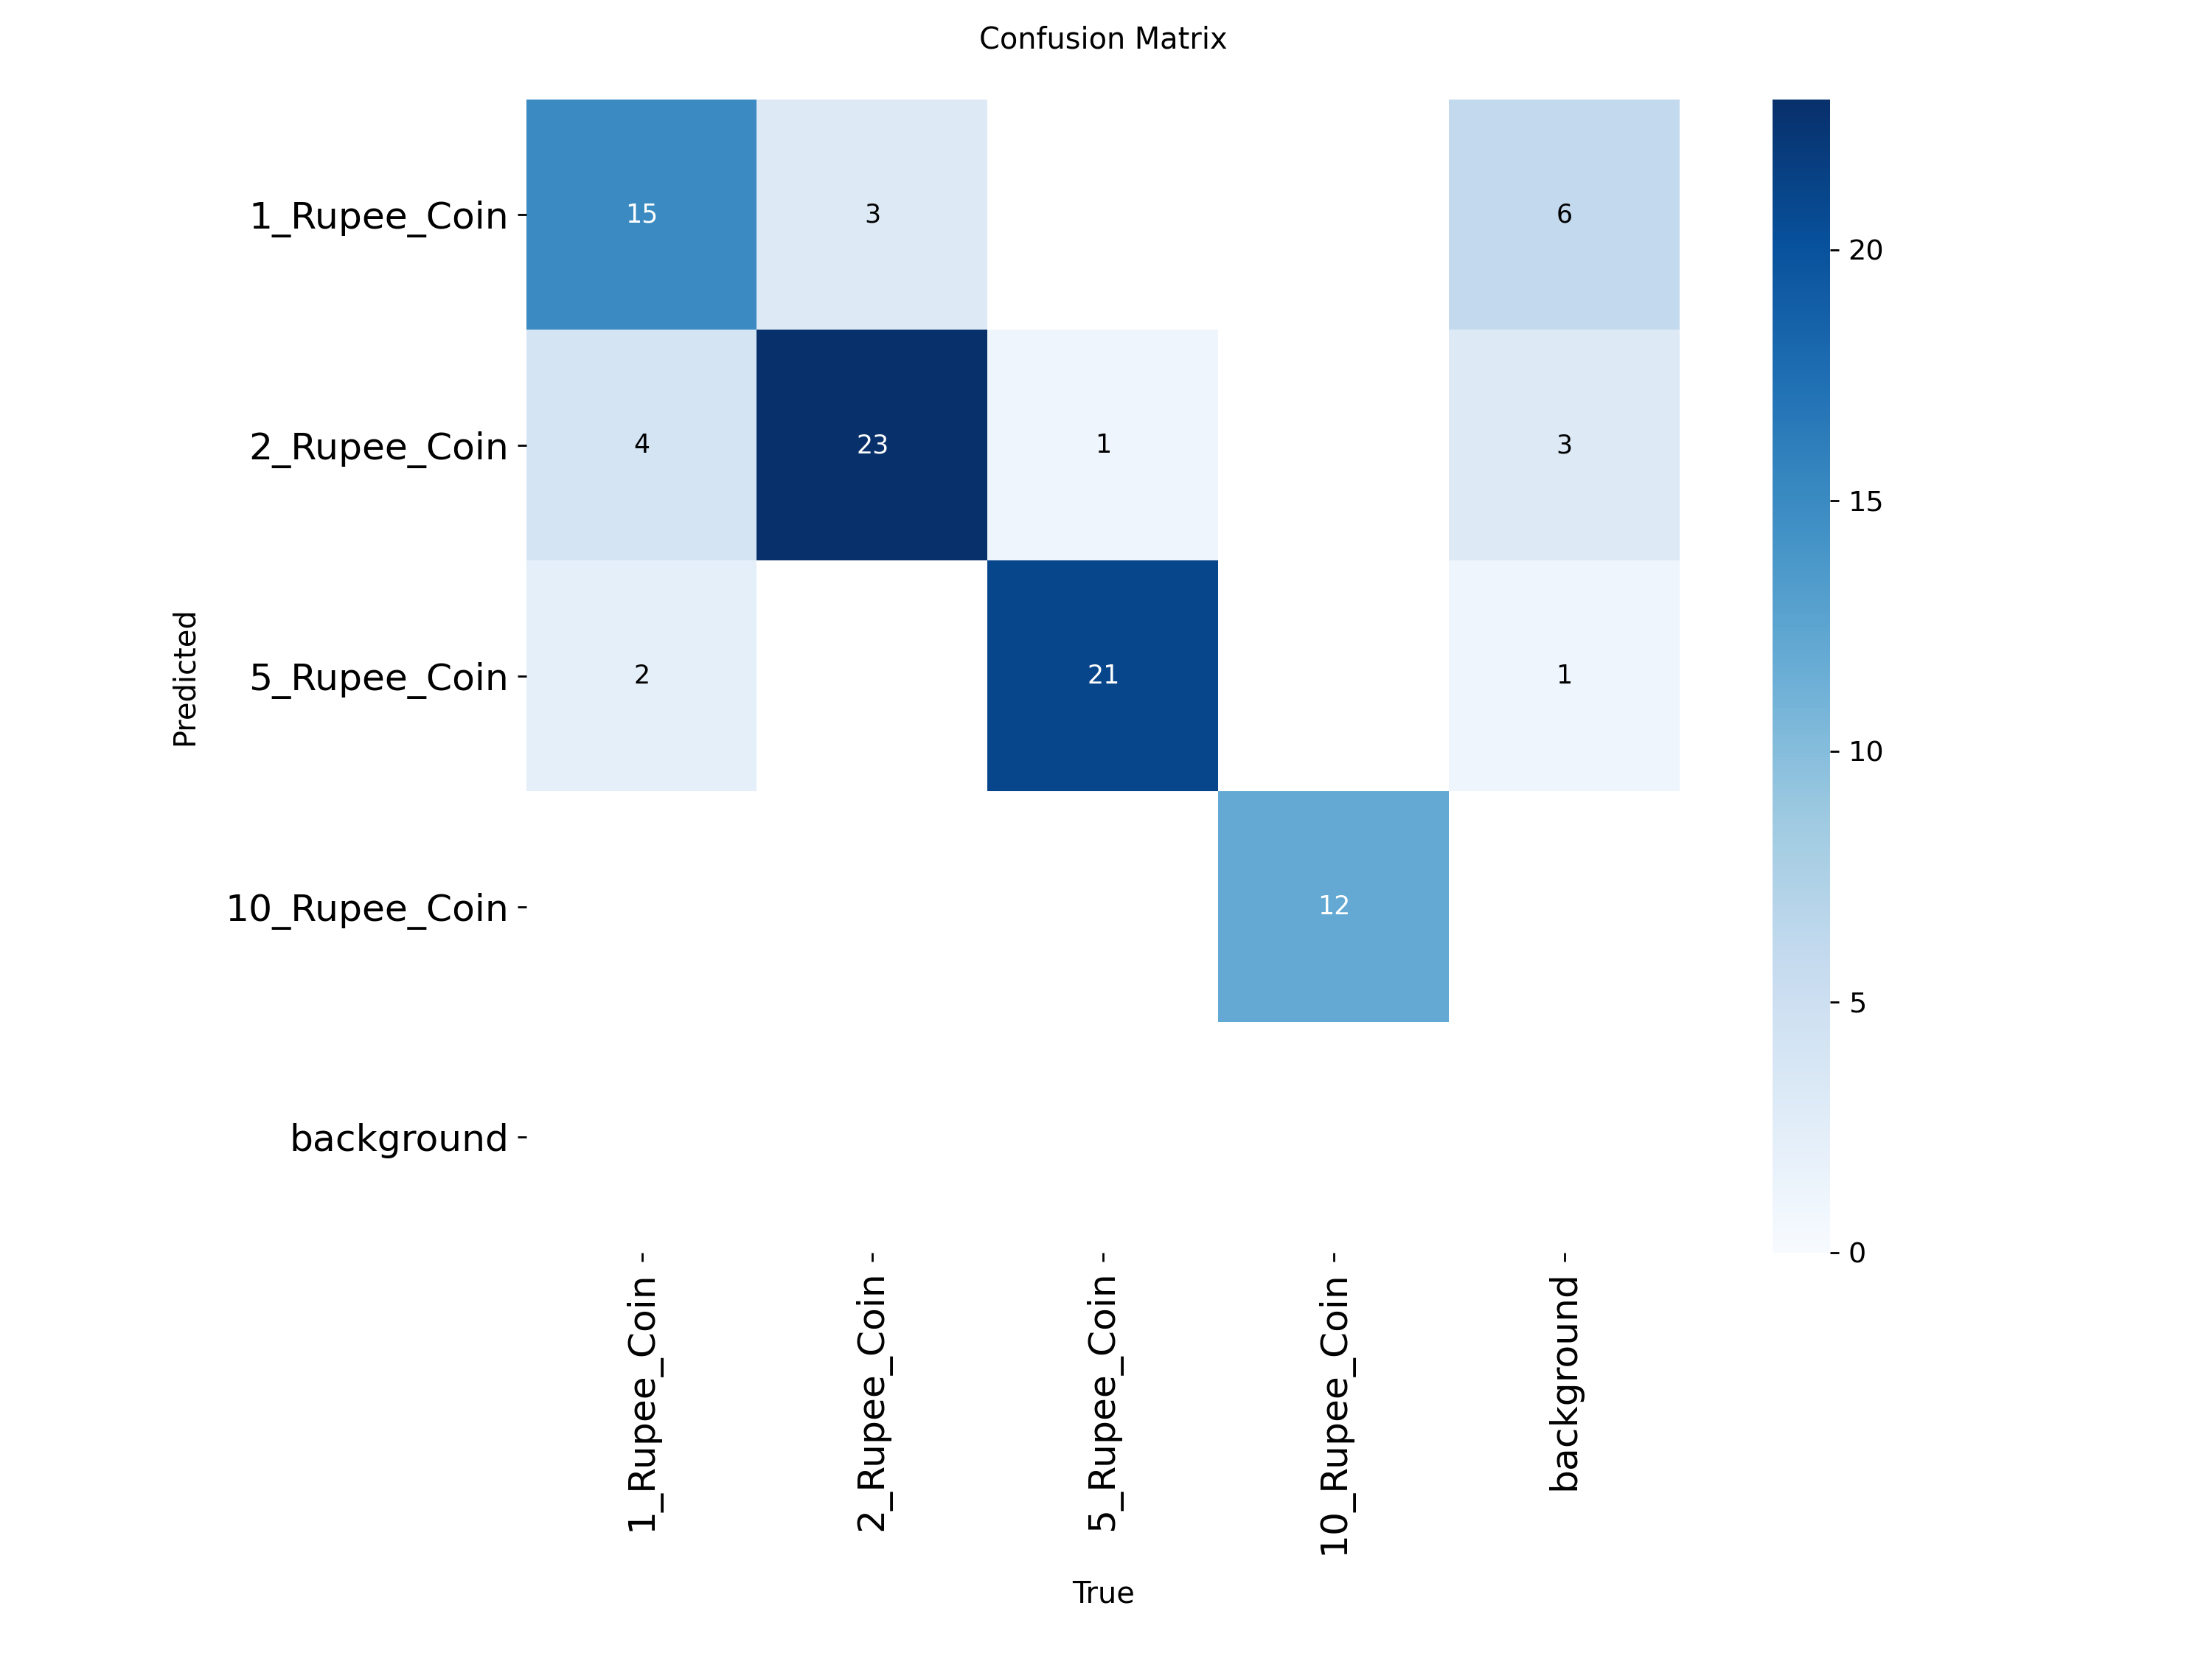 Confusion Matrix
1_Rupee_Coin 15 3 6
2_Rupee_Coin 4 23 1 3
5_Rupee_Coin 2 21 1
10_Rupee_Coin 12
background
Predicted
1_Rupee_Coin
2_Rupee_Coin
5_Rupee_Coin
10_Rupee_Coin
background
True
20
15
10
5
0